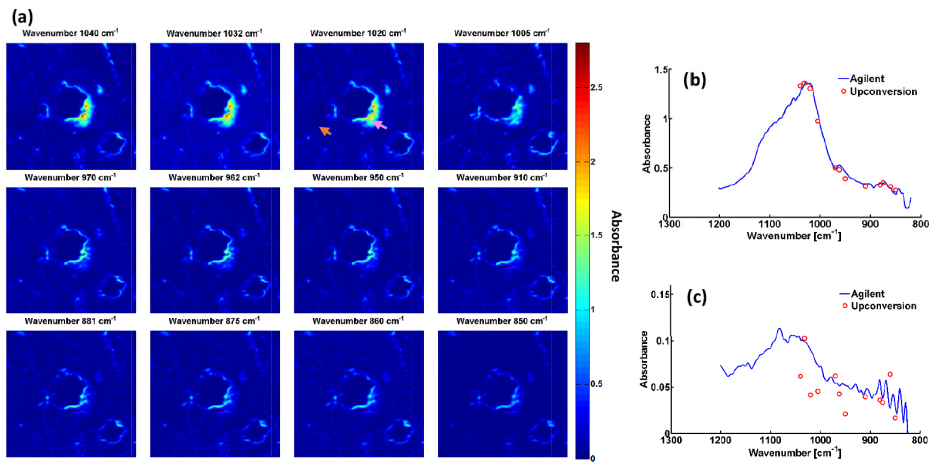 (a)
Wavenumber 1040 cm-1 Wavenumber 1032 cm-1 Wavenumber 1020 cm-1 Wavenumber 1005 cm-1
Wavenumber 970 cm-1 Wavenumber 962 cm-1 Wavenumber 950 cm-1 Wavenumber 910 cm-1
Wavenumber 881 cm-1 Wavenumber 875 cm-1 Wavenumber 860 cm-1 Wavenumber 850 cm-1
2.5
2
1.5
1
0.5
0
Absorbance
(b)
Agilent
Upconversion
Absorbance
1.5
1
0.5
0
1300 1200 1100 1000 900 800
Wavenumber [cm-1]
(c)
Agilent
Upconversion
Absorbance
0.15
0.1
0.05
0
1300 1200 1100 1000 900 800
Wavenumber [cm-1]